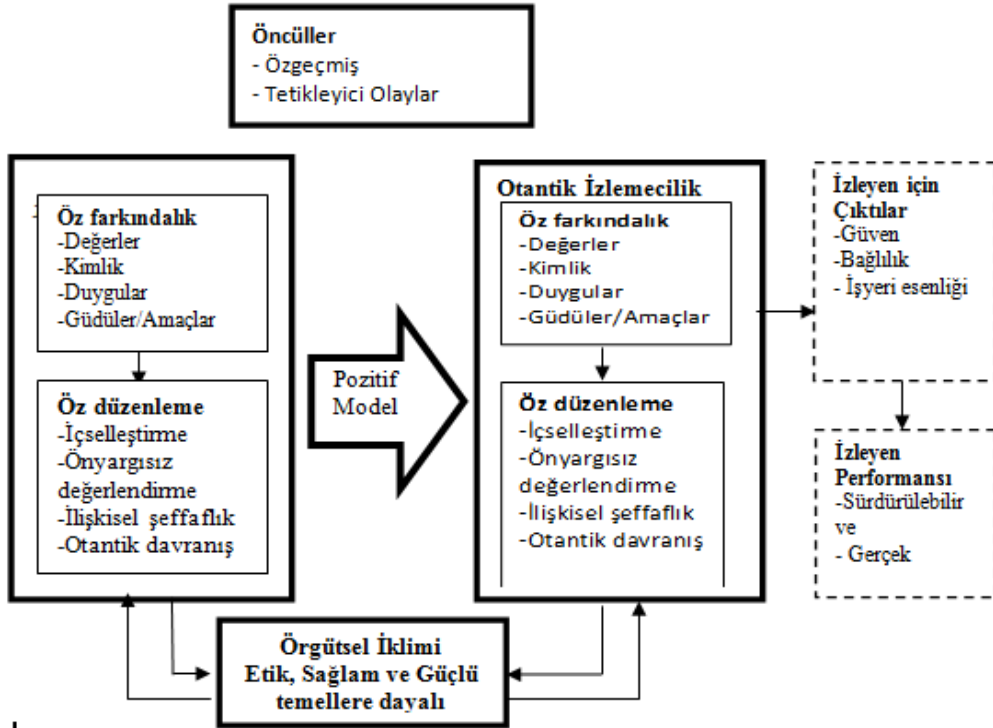 Öncüller
- Özgeçmiş
- Tetikleyici Olaylar
Öz farkındalık
-Değerler
-Kimlik
-Duygular
-Güdüler/Amaçlar
Öz düzenleme
-İçselleştirme
-Önyargısız
değerlendirme
-İlişkisel şeffaflık
-Otantik davranış
Pozitif
Model
Otantik İzlemecilik
Öz farkındalık
-Değerler
-Kimlik
-Duygular
-Güdüler/Amaçlar
Öz düzenleme
-İçselleştirme
-Önyargısız
değerlendirme
-İlişkisel şeffaflık
-Otantik davranış
İzleyen için
Çıktılar
-Güven
-Bağlılık
- İşyeri esenliği
İzleyen
Performansı
-Sürdürülebilir
ve
- Gerçek
Örgütsel İklimi
Etik, Sağlam ve Güçlü
temellere dayalı